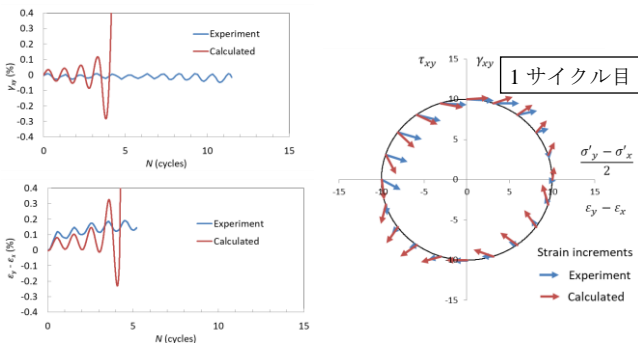 0.4
0.3
0.2
0.1
0
-0.1
-0.2
-0.3
-0.4
γxy (%)
Experiment
Calculated
0
5
10
15
N (cycles)
0.4
0.3
0.2
0.1
0
-0.1
-0.2
-0.3
-0.4
εy - εx (%)
Experiment
Calculated
0
5
10
15
N (cycles)
τxy
γxy
1 サイクル目
15
10
5
0
-5
-10
-15
-15
-10
-5
0
5
10
15
σ'y − σ'x
2
εy − εx
Strain increments
Experiment
Calculated